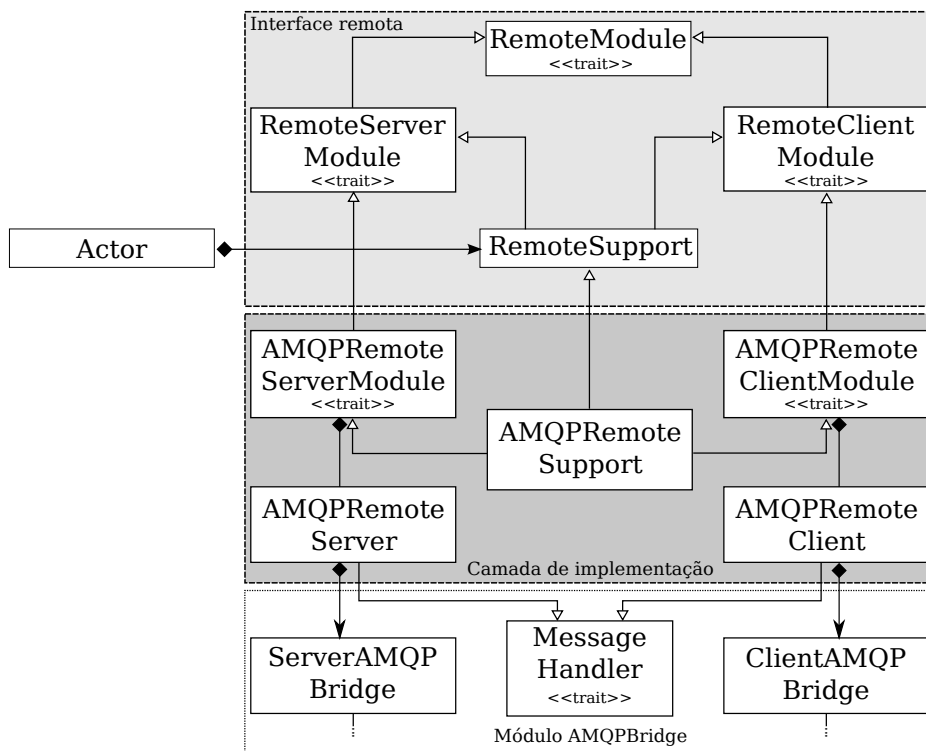 Interface remota
RemoteModule
<<trait>>
RemoteServer
Module
<<trait>>
RemoteClient
Module
<<trait>>
Actor
RemoteSupport
AMQPRemote
ServerModule
<<trait>>
AMQPRemote
ClientModule
<<trait>>
AMQPRemote
Support
AMQPRemote
Server
AMQPRemote
Client
Camada de implementação
ServerAMQP
Bridge
Message
Handler
<<trait>>
ClientAMQP
Bridge
Módulo AMQPBridge